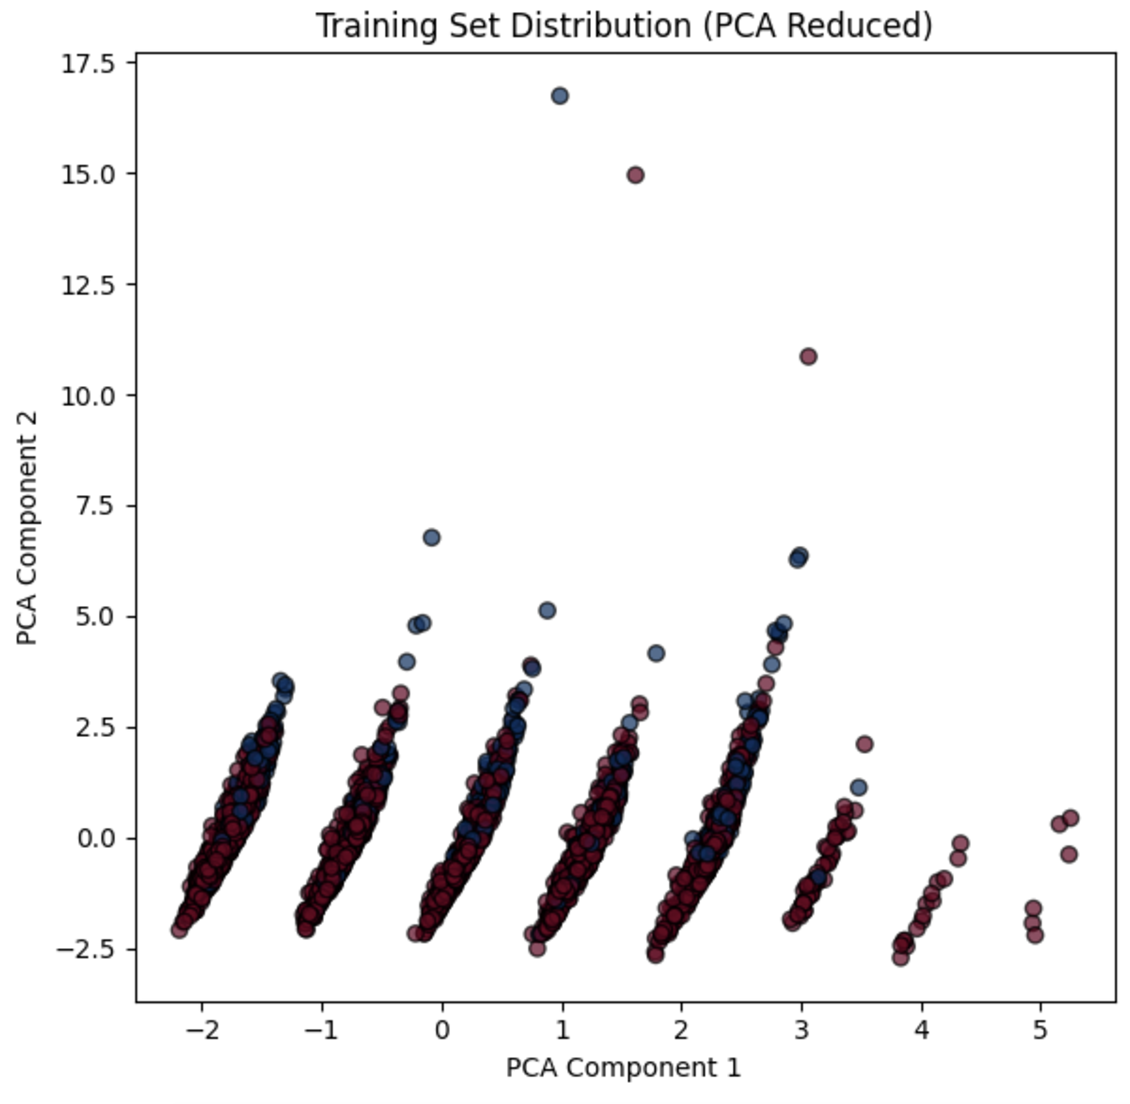 Training Set Distribution (PCA Reduced)
17.5
15.0
12.5
10.0
7.5
5.0
2.5
0.0
−2.5
PCA Component 2
−2 −1 0 1 2 3 4 5
PCA Component 1